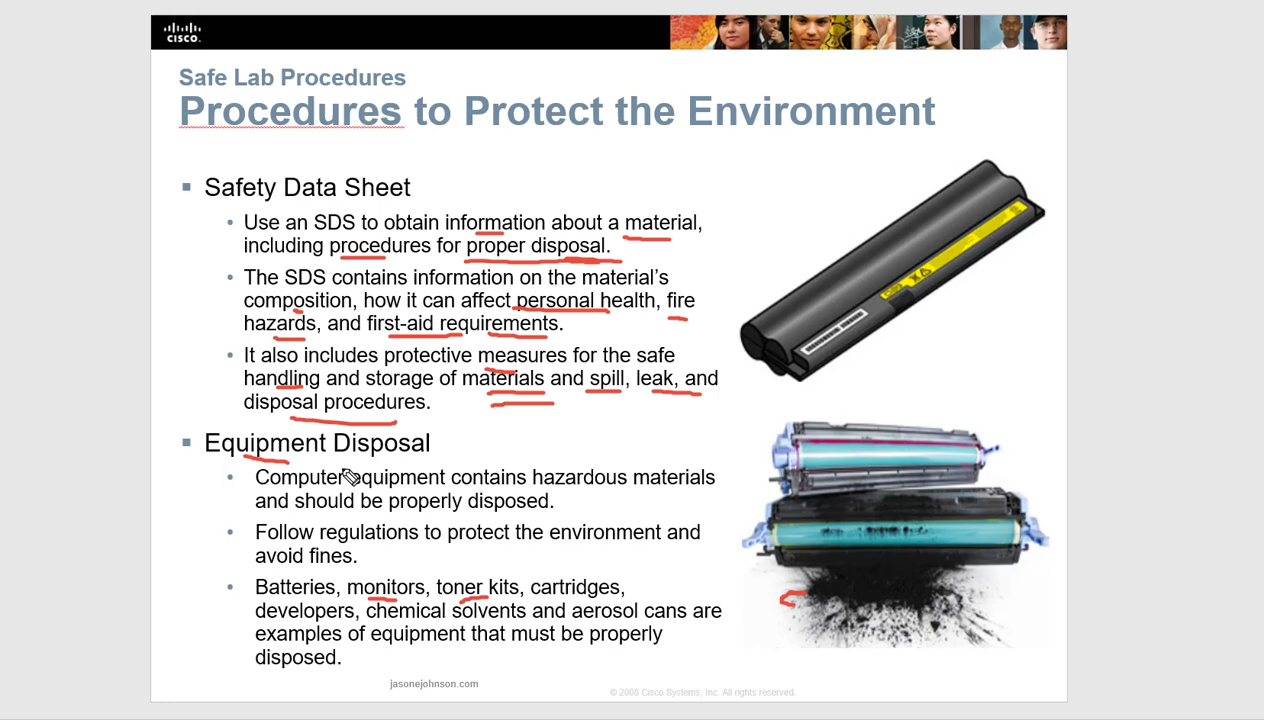 CISCO.
Safe Lab Procedures
Procedures to Protect the Environment
Safety Data Sheet
Use an SDS to obtain information about a material,
including procedures for proper disposal.
The SDS contains information on the material's
composition, how it can affect personal health, fire
hazards, and first-aid requirements.
It also includes protective measures for the safe
handling and storage of materials and spill, leak, and
disposal procedures.
Equipment Disposal
Computer equipment contains hazardous materials
and should be properly disposed.
Follow regulations to protect the environment and
avoid fines.
Batteries, monitors, toner kits, cartridges,
developers, chemical solvents and aerosol cans are
examples of equipment that must be properly
disposed.
jasonejohnson.com
© 2008 Cisco Systems, Inc. All rights reserved.